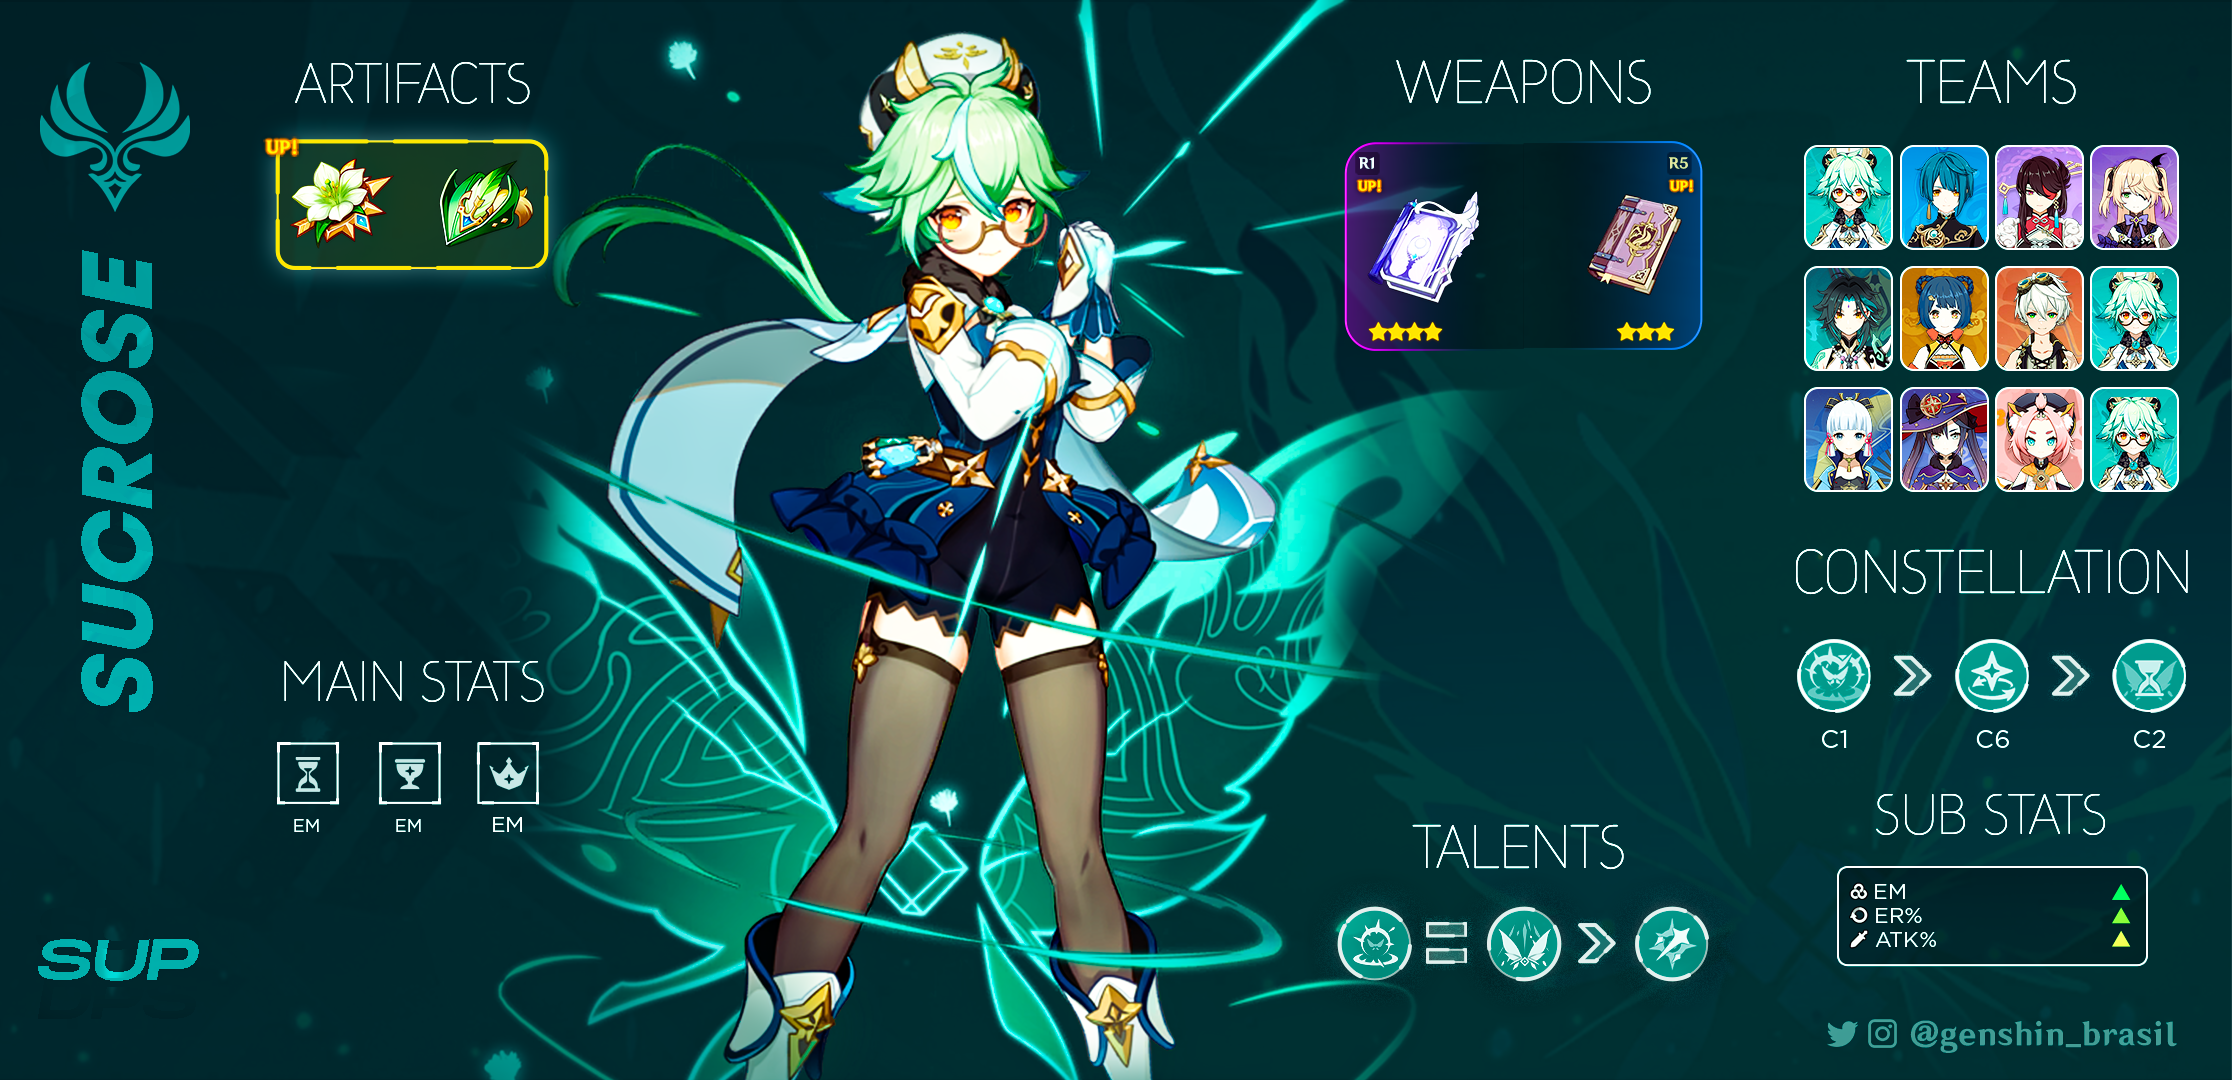 SUCROSE
SUP
ARTIFACTS
UP!
MAIN STATS
EM
EM
EM
WEAPONS
R1
UP!
R5
UP!
TALENTS
TEAMS
CONSTELLATION
C1
C6
C2
SUB STATS
EM
ER%
ATK%
@genshin_brasil